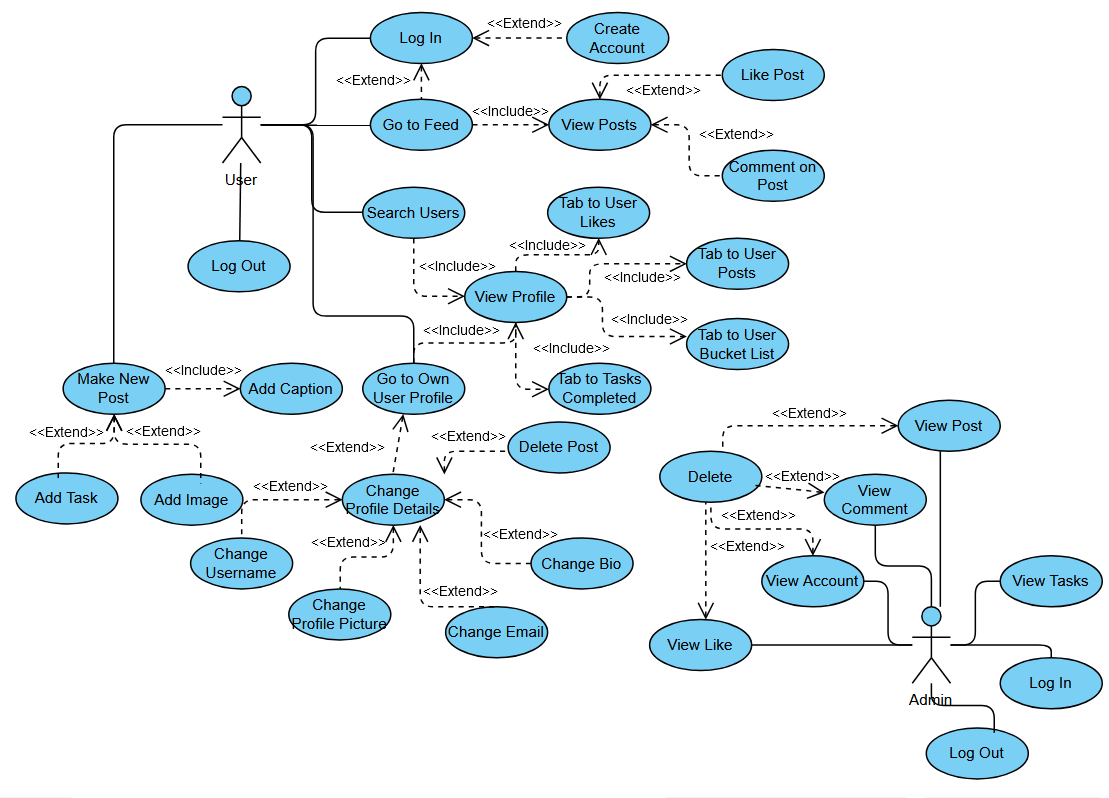 <<Extend>>
Create
Account
Log In
<<Extend>>
Like Post
<<Extend>>
<<Include>>
Go to Feed
View Posts
<<Extend>>
Comment on
Post
User
Search Users
Tab to User
Likes
<<Include>>
Tab to User
Posts
Log Out
<<Include>>
<<Include>>
View Profile
<<Include>>
<<Include>>
Tab to User
Bucket List
<<Include>>
<<Include>>
Make New
Post
Add Caption
Go to Own
User Profile
Tab to Tasks
Completed
<<Extend>>
<<Extend>>
<<Extend>>
<<Extend>>
Delete Post
<<Extend>>
View Post
Add Task
Add Image
<<Extend>>
Change
Profile Details
Delete
<<Extend>>
View
Comment
<<Extend>>
<<Extend>>
<<Extend>>
<<Extend>>
Change
Username
Change Bio
View Account
View Tasks
<<Extend>>
Change
Profile Picture
Change Email
View Like
Log In
Admin
Log Out